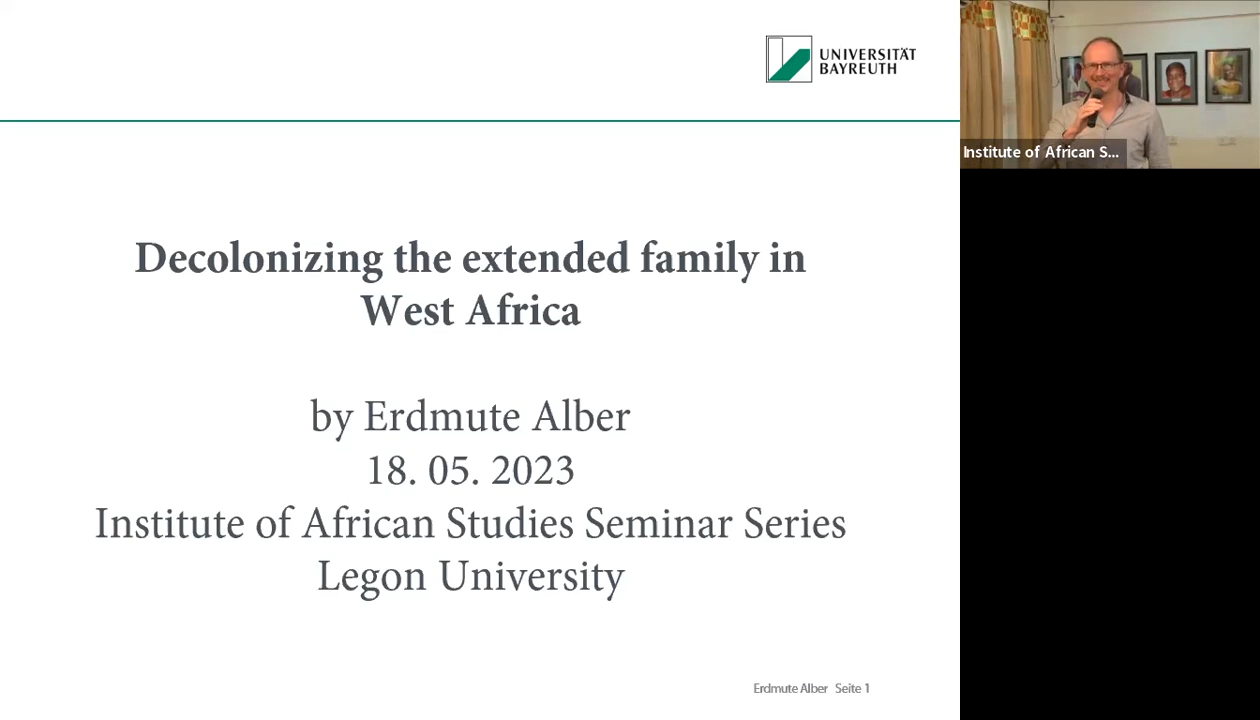 UNIVERSITÄT
BAYREUTH
Institute of African S...
Decolonizing the extended family in
West Africa
by Erdmute Alber
18. 05. 2023
Institute of African Studies Seminar Series
Legon University
Erdmute Alber Seite 1